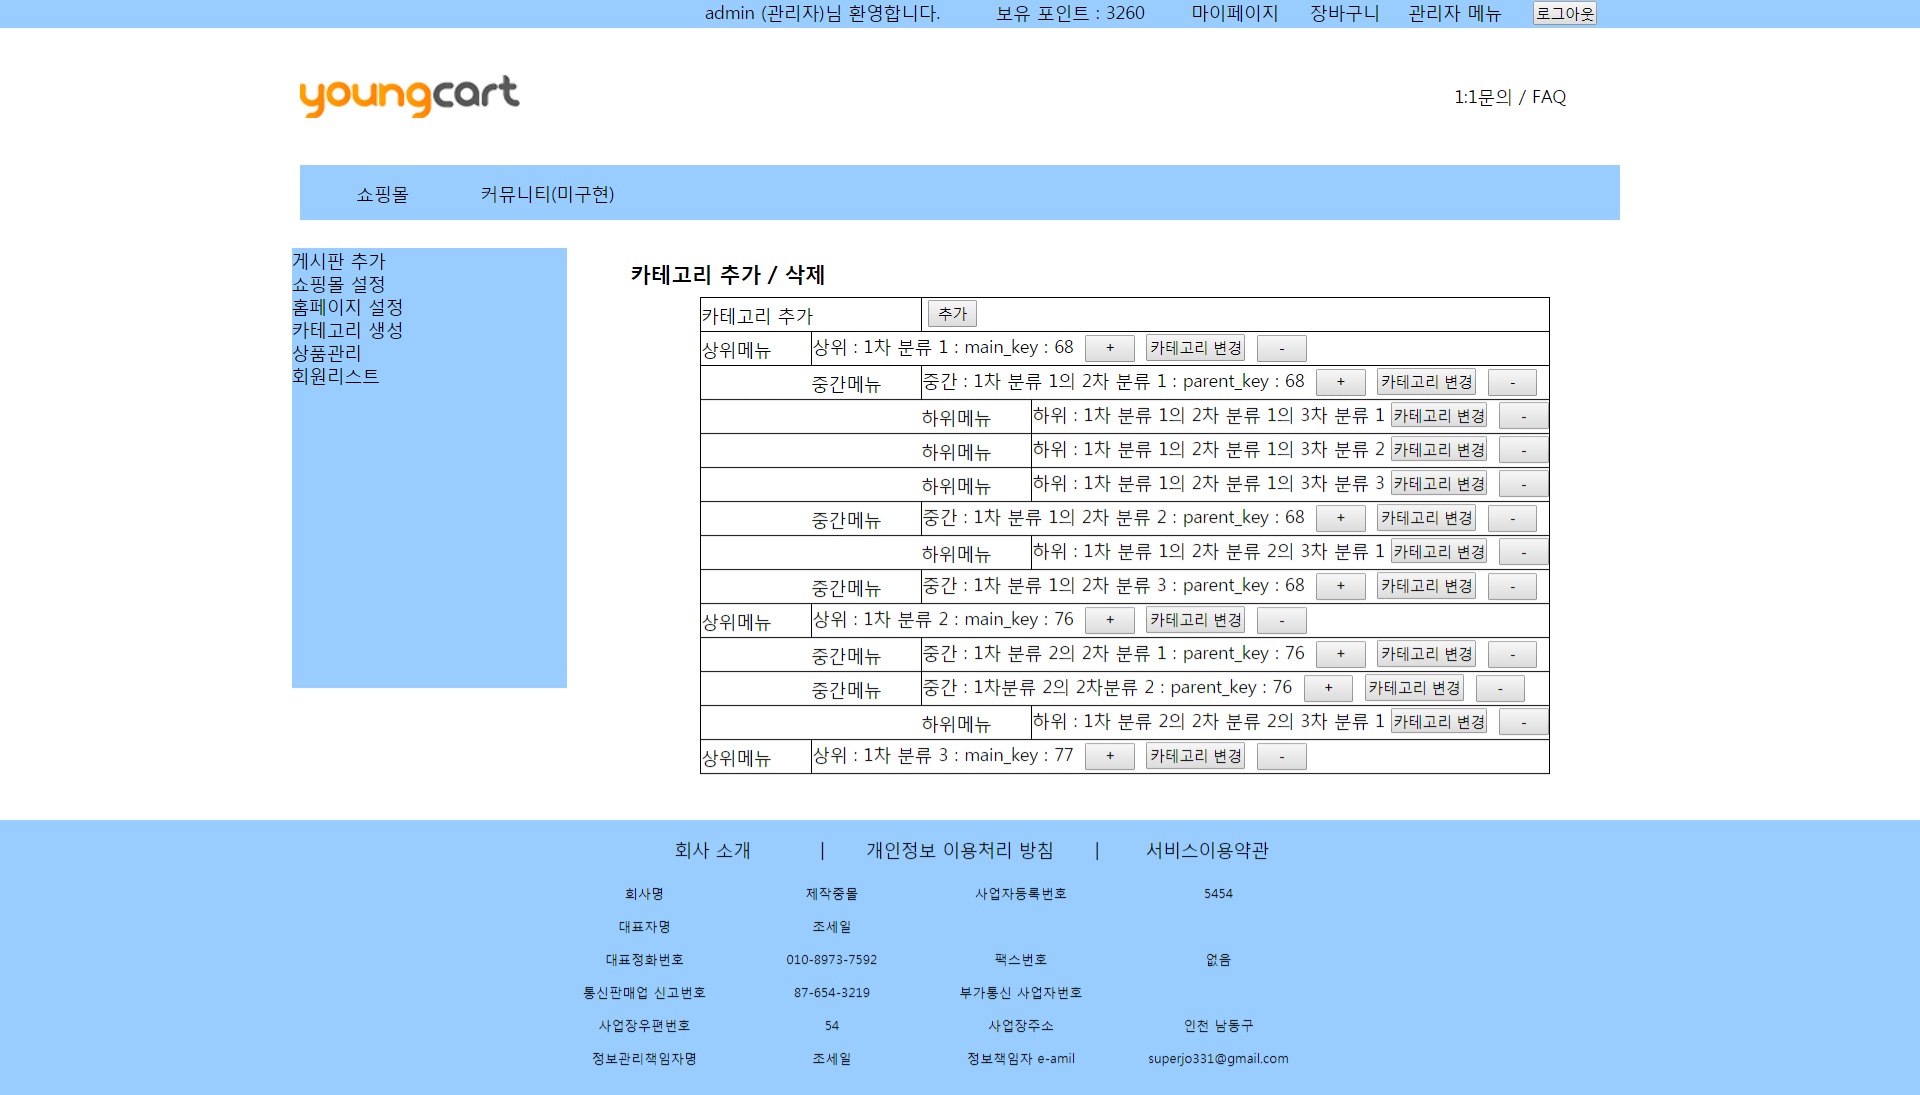 admin (관리자)님 환영합니다. 보유 포인트 : 3260 마이페이지 장바구니 관리자 메뉴 로그아웃
youngcart 1:1문의 / FAQ
쇼핑몰 커뮤니티(미구현)
게시판 추가
쇼핑몰 설정
홈페이지 설정
카테고리 생성
상품관리
회원리스트
카테고리 추가 / 삭제
카테고리 추가 추가
상위메뉴 상위 : 1차 분류 1 : main_key : 68 + 카테고리 변경 -
중간메뉴 중간 : 1차 분류 1의 2차 분류 1 : parent_key : 68 + 카테고리 변경 -
하위메뉴 하위 : 1차 분류 1의 2차 분류 1의 3차 분류 1 카테고리 변경 -
하위메뉴 하위 : 1차 분류 1의 2차 분류 1의 3차 분류 2 카테고리 변경 -
하위메뉴 하위 : 1차 분류 1의 2차 분류 1의 3차 분류 3 카테고리 변경 -
중간메뉴 중간 : 1차 분류 1의 2차 분류 2 : parent_key : 68 + 카테고리 변경 -
하위메뉴 하위 : 1차 분류 1의 2차 분류 2의 3차 분류 1 카테고리 변경 -
중간메뉴 중간 : 1차 분류 1의 2차 분류 3 : parent_key : 68 + 카테고리 변경 -
상위메뉴 상위 : 1차 분류 2 : main_key : 76 + 카테고리 변경 -
중간메뉴 중간 : 1차 분류 2의 2차 분류 1 : parent_key : 76 + 카테고리 변경 -
중간메뉴 중간 : 1차분류 2의 2차분류 2 : parent_key : 76 + 카테고리 변경 -
하위메뉴 하위 : 1차 분류 2의 2차 분류 2의 3차 분류 1 카테고리 변경 -
상위메뉴 상위 : 1차 분류 3 : main_key : 77 + 카테고리 변경 -
회사 소개 | 개인정보 이용처리 방침 | 서비스이용약관
회사명 제작중몰 사업자등록번호 5454
대표자명 조세일
대표정화번호 010-8973-7592 팩스번호 없음
통신판매업 신고번호 87-654-3219 부가통신 사업자번호
사업장우편번호 54 사업장주소 인천 남동구
정보관리책임자명 조세일 정보책임자 e-amil superjo331@gmail.com